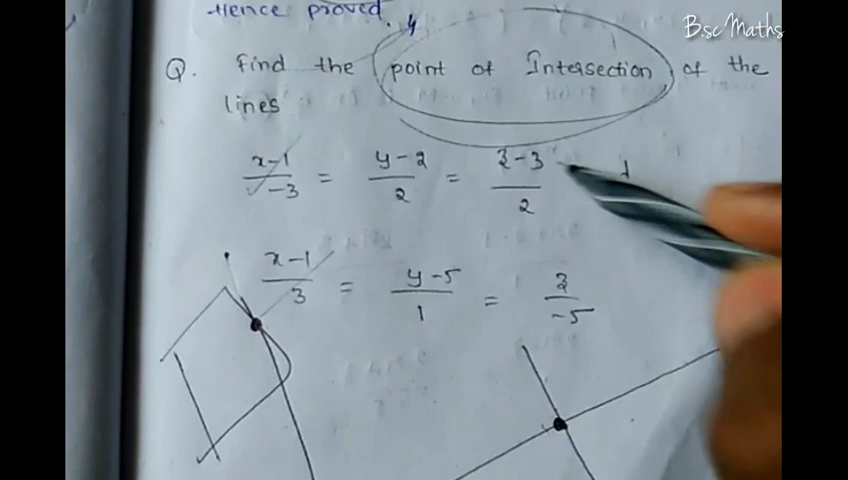 B.sc Maths
Hence proved.
Q. Find the point of Intersection of the
lines
x-1/-3 = y-2/2 = z-3/2
x-1/3 = y-5/1 = z/-5